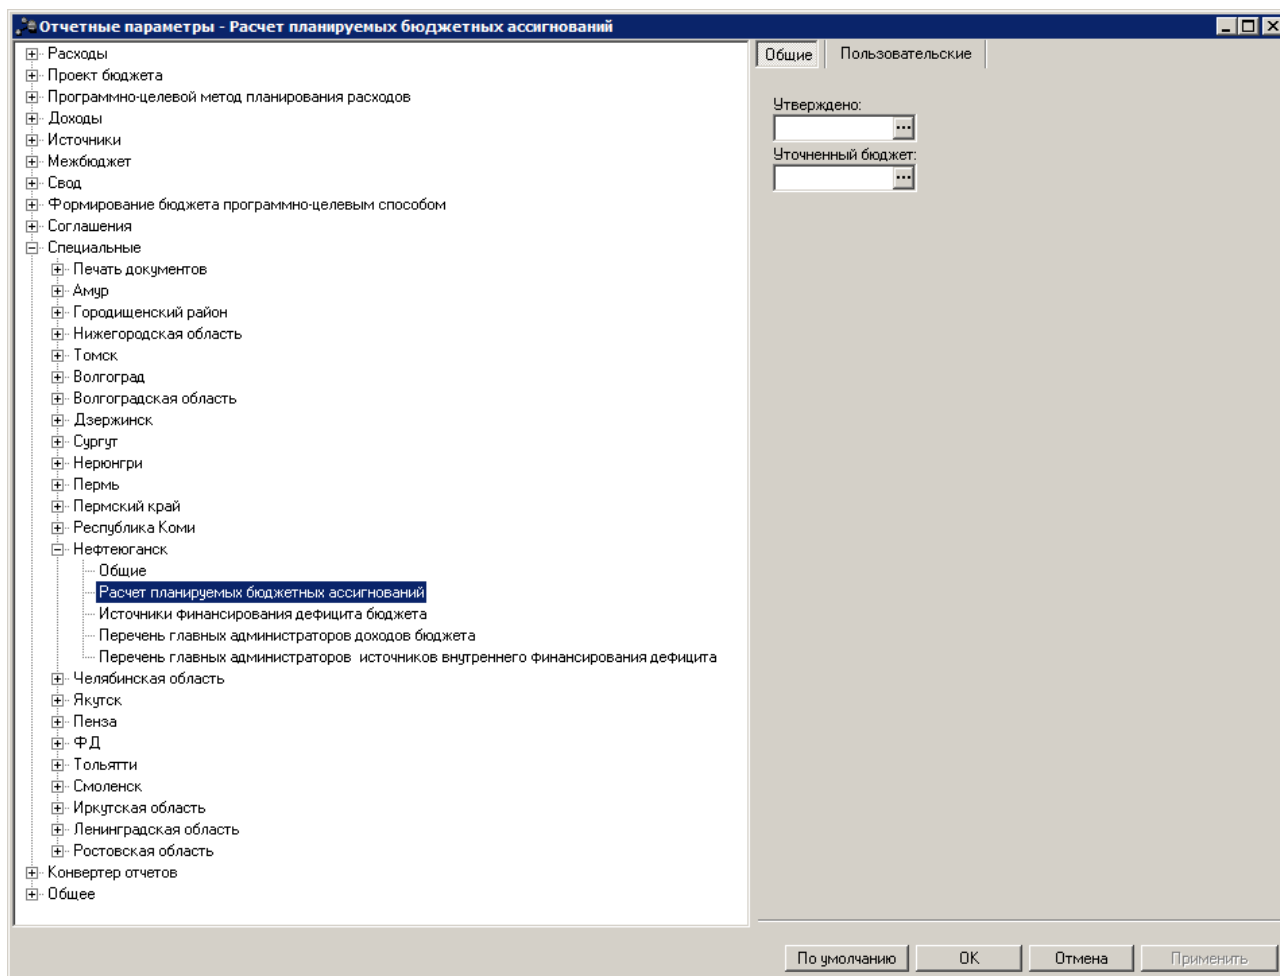 Отчетные параметры - Расчет планируемых бюджетных ассигнований
Расходы
Проект бюджета
Программно-целевой метод планирования расходов
Доходы
Источники
Межбюджет
Свод
Формирование бюджета программно-целевым способом
Соглашения
Специальные
Печать документов
Амур
Городищенский район
Нижегородская область
Томск
Волгоград
Волгоградская область
Дзержинск
Сургут
Нерюнгри
Пермь
Пермский край
Республика Коми
Нефтеюганск
Общие
Расчет планируемых бюджетных ассигнований
Источники финансирования дефицита бюджета
Перечень главных администраторов доходов бюджета
Перечень главных администраторов  источников внутреннего финансирования дефицита
Челябинская область
Якутск
Пенза
ФД
Тольятти
Смоленск
Иркутская область
Ленинградская область
Ростовская область
Конвертер отчетов
Общее
Общие Пользовательские
Утверждено:
...
Уточненный бюджет:
...
По умолчанию OK Отмена Применить